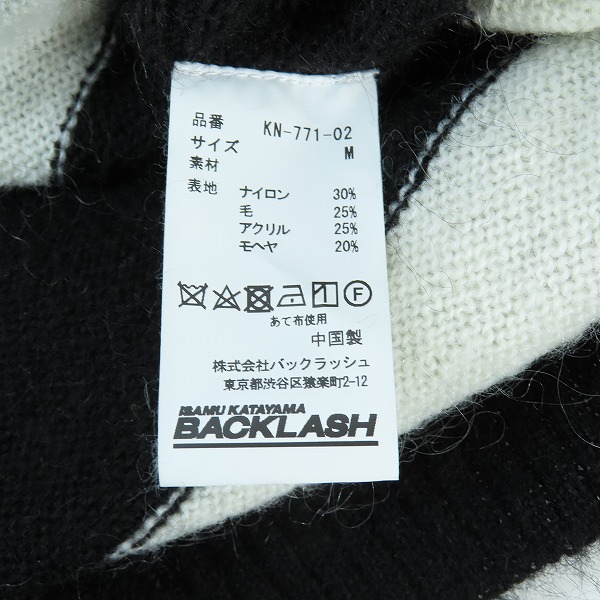 品番 KN-771-02
サイズ M
素材
表地 ナイロン 30%
毛 25%
アクリル 25%
モヘヤ 20%
F
あて布使用
中国製
株式会社バックラッシュ
東京都渋谷区猿楽町2-12
ISAMU KATAYAMA
BACKLASH